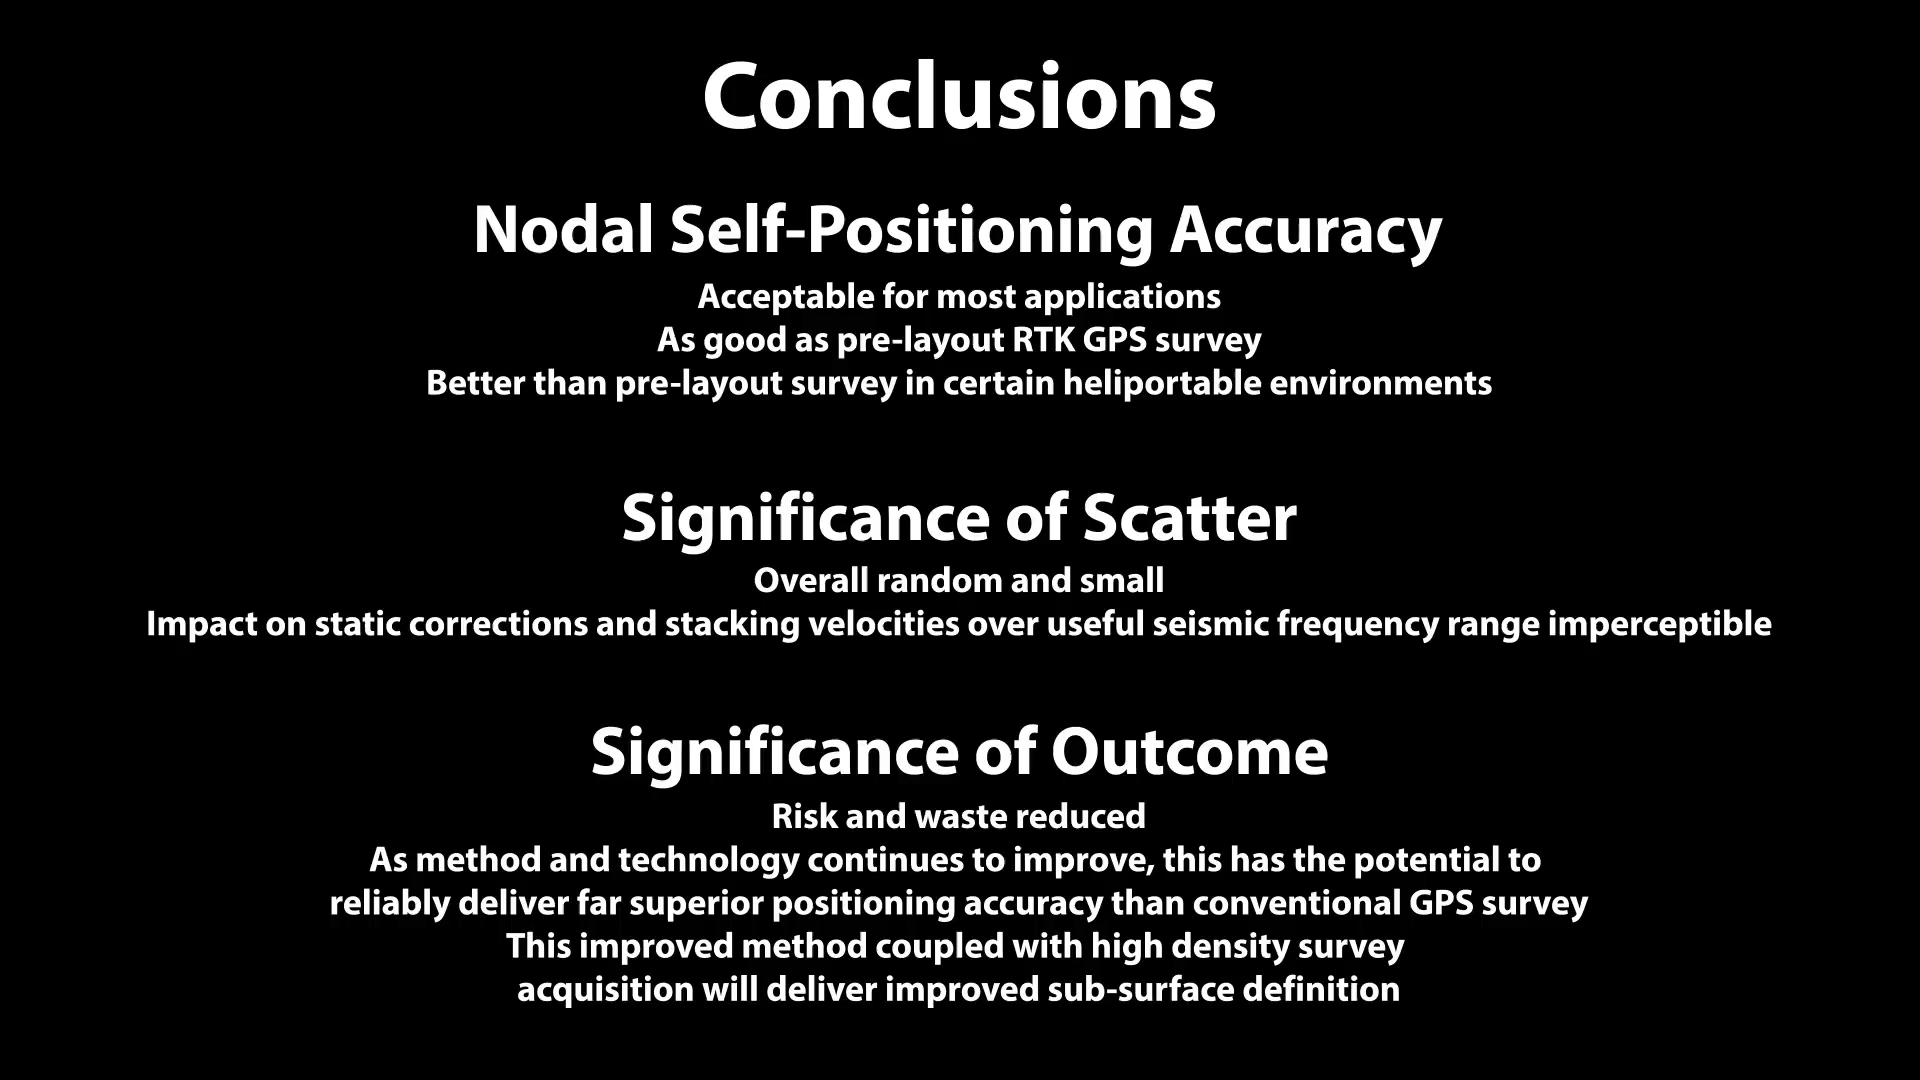 Conclusions
Nodal Self-Positioning Accuracy
Acceptable for most applications
As good as pre-layout RTK GPS survey
Better than pre-layout survey in certain heliportable environments
Significance of Scatter
Overall random and small
Impact on static corrections and stacking velocities over useful seismic frequency range imperceptible
Significance of Outcome
Risk and waste reduced
As method and technology continues to improve, this has the potential to
reliably deliver far superior positioning accuracy than conventional GPS survey
This improved method coupled with high density survey
acquisition will deliver improved sub-surface definition